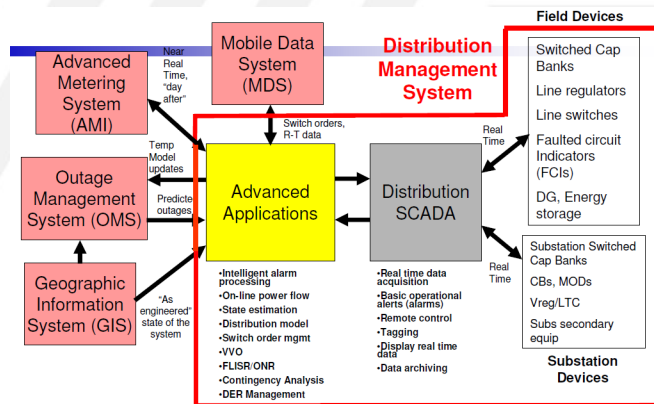 Field Devices
Distribution
Management
System
Advanced
Metering
System
(AMI)
Near
Real
Time,
"day
after"
Mobile Data
System
(MDS)
Switch orders,
R-T data
Switched Cap
Banks
Line regulators
Line switches
Faulted circuit
Indicators
(FCIs)
DG, Energy
storage
Real
Time
Temp
Model
updates
Outage
Management
System (OMS)
Predicte
outages
Advanced
Applications
Distribution
SCADA
Geographic
Information
System (GIS)
"As
engineered"
state of the
system
•Intelligent alarm
processing
•On-line power flow
•State estimation
•Distribution model
•Switch order mgmt
•VVO
•FLISR/ONR
•Contingency Analysis
•DER Management
•Real time data
acquisition
•Basic operational
alerts (alarms)
•Remote control
•Tagging
•Display real time
data
•Data archiving
Real
Time
Substation Switched
Cap Banks
CBs, MODs
Vreg/LTC
Subs secondary
equip
Substation
Devices